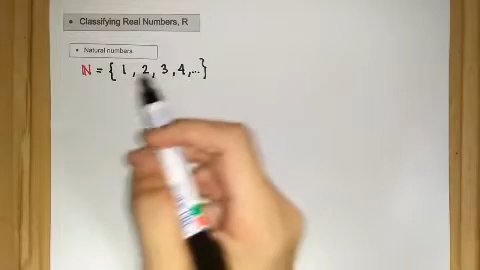 • Classifying Real Numbers, R
• Natural numbers
ℕ = { 1 , 2 , 3 , 4 , ... }